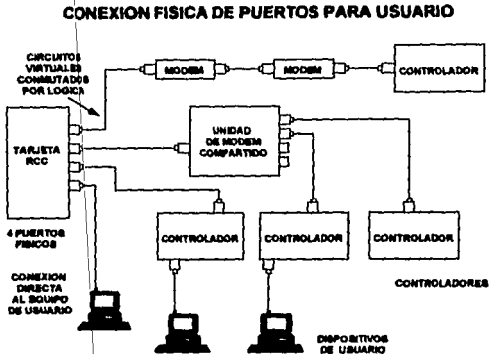 CONEXION FISICA DE PUERTOS PARA USUARIO
CIRCUITOS
VIRTUALES
CONMUTADOS
POR LOGICA
MODEM
MODEM
CONTROLADOR
TARJETA
RCC
UNIDAD
DE MODEM
COMPARTIDO
4 PUERTOS
FISICOS
CONTROLADOR
CONTROLADOR
CONTROLADOR
CONEXION
DIRECTA
AL EQUIPO
DE USUARIO
CONTROLADORES
DISPOSITIVOS
DE USUARIO